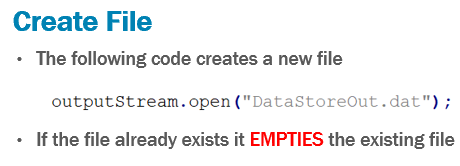 Create File
• The following code creates a new file
outputStream.open("DataStoreOut.dat");
• If the file already exists it EMPTIES the existing file